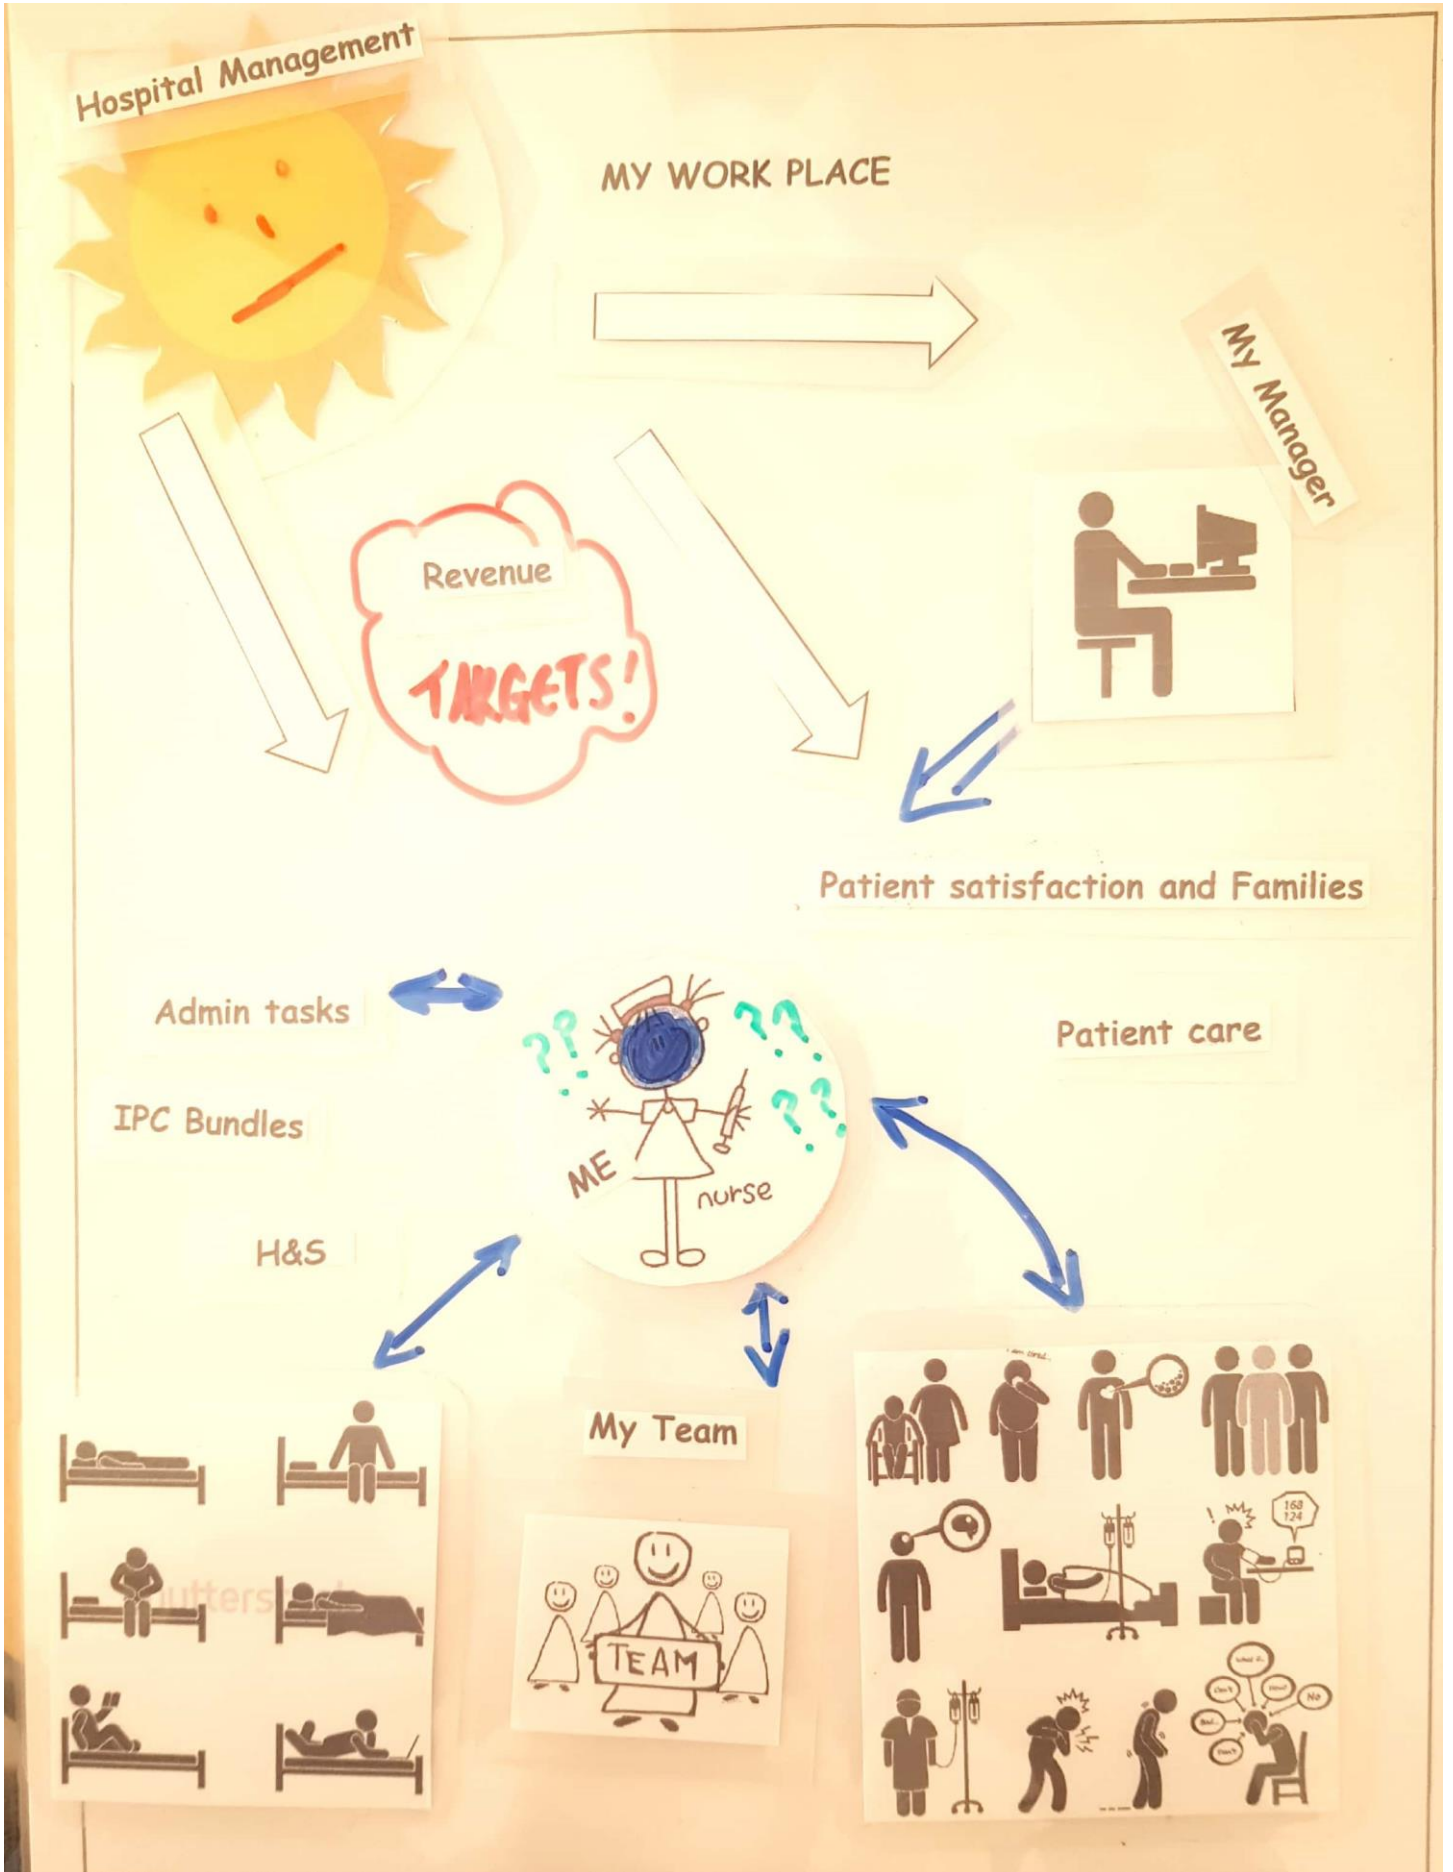 Hospital Management
MY WORK PLACE
My Manager
Revenue
TARGETS!
Patient satisfaction and Families
Admin tasks
?? ??
??
Patient care
IPC Bundles
ME
nurse
H&S
My Team
TEAM
168
124
NO